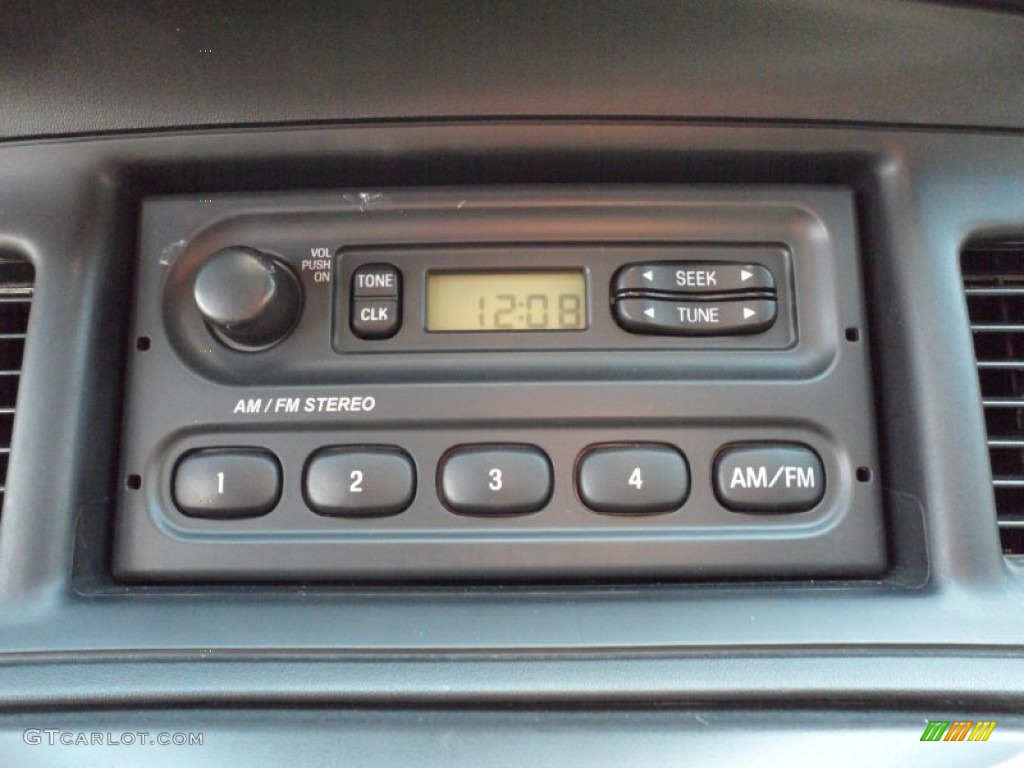 VOL
PUSH
ON
TONE
CLK
12:08
SEEK
TUNE
AM / FM STEREO
1 2 3 4 AM/FM
GTCARLOT.COM